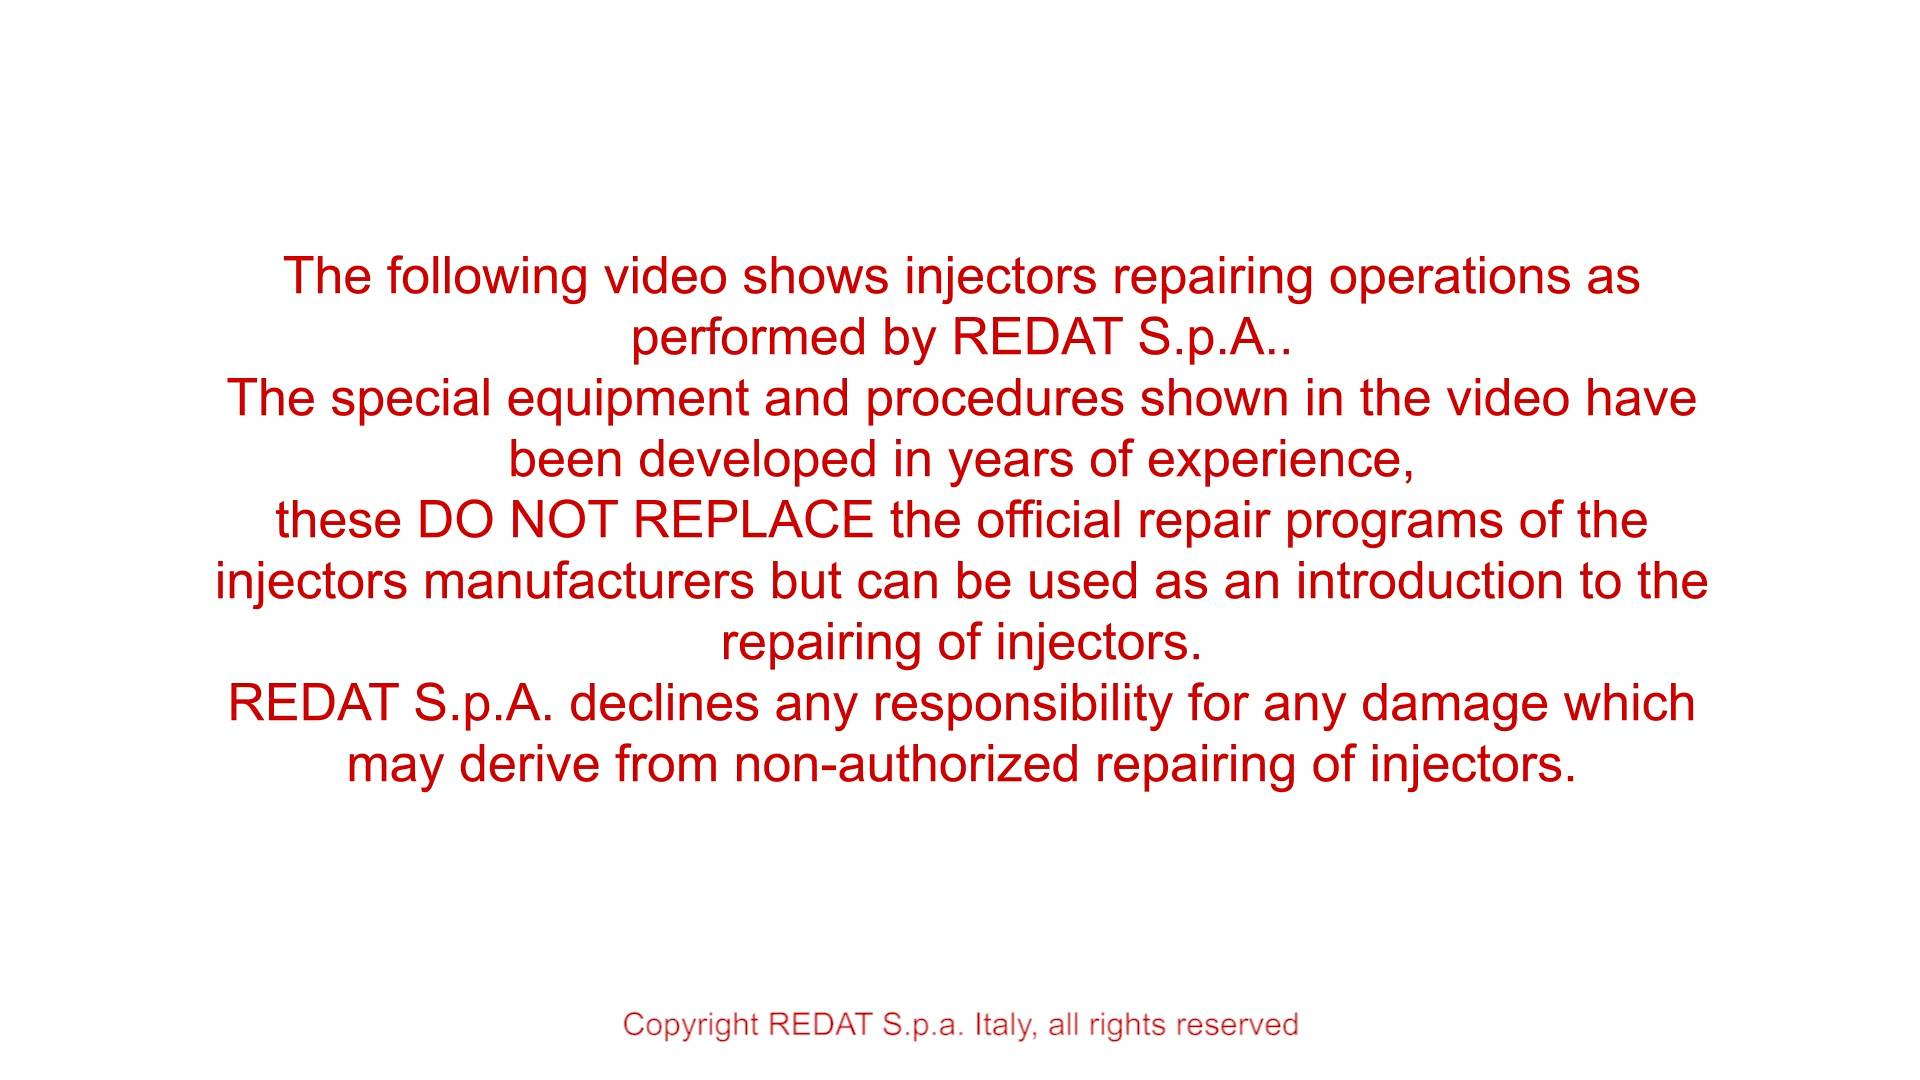 The following video shows injectors repairing operations as
performed by REDAT S.p.A..
The special equipment and procedures shown in the video have
been developed in years of experience,
these DO NOT REPLACE the official repair programs of the
injectors manufacturers but can be used as an introduction to the
repairing of injectors.
REDAT S.p.A. declines any responsibility for any damage which
may derive from non-authorized repairing of injectors.
Copyright REDAT S.p.a. Italy, all rights reserved